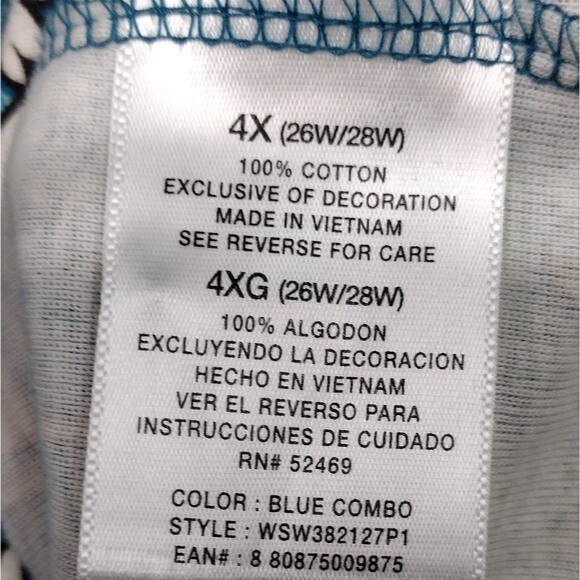 4X (26W/28W)
100% COTTON
EXCLUSIVE OF DECORATION
MADE IN VIETNAM
SEE REVERSE FOR CARE
4XG (26W/28W)
100% ALGODON
EXCLUYENDO LA DECORACION
HECHO EN VIETNAM
VER EL REVERSO PARA
INSTRUCCIONES DE CUIDADO
RN# 52469
COLOR : BLUE COMBO
STYLE : WSW382127P1
EAN# : 8 80875009875